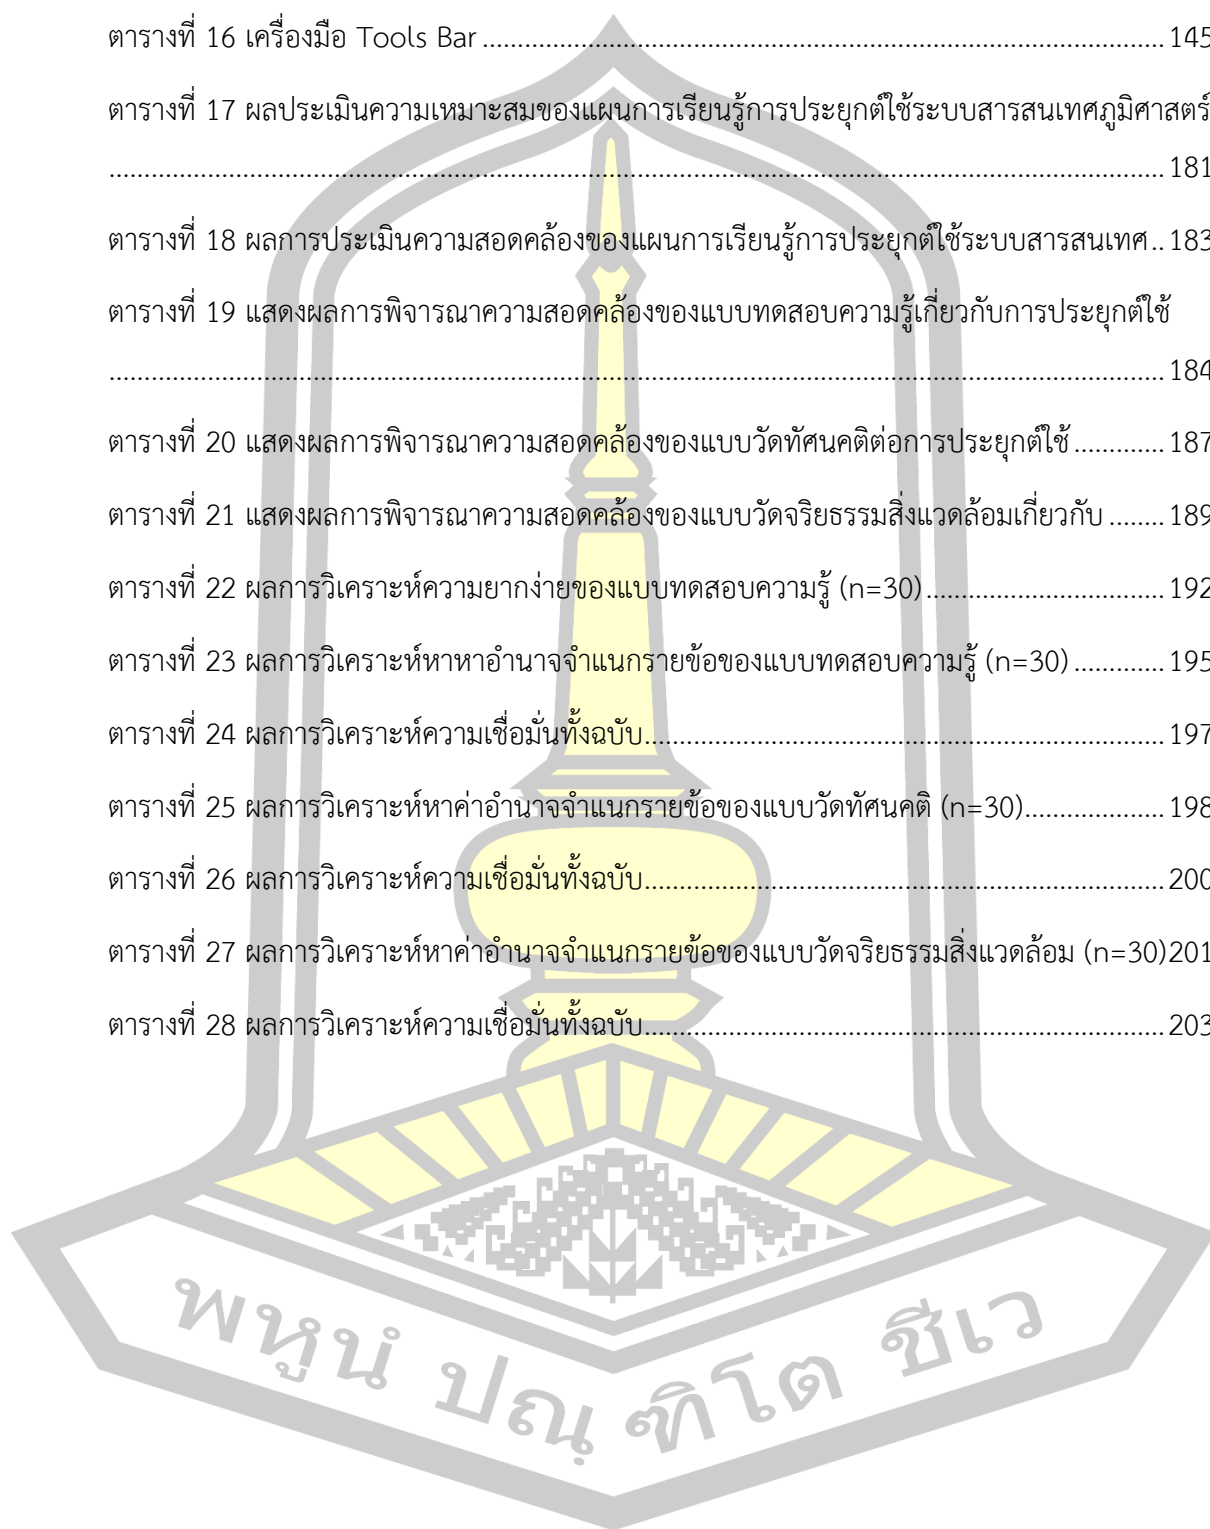 ตารางที่ 16 เครื่องมือ Tools Bar ................................................................................................. 145
ตารางที่ 17 ผลประเมินความเหมาะสมของแผนการเรียนรู้การประยุกต์ใช้ระบบสารสนเทศภูมิศาสตร์
...................................................................................................................................................... 181
ตารางที่ 18 ผลการประเมินความสอดคล้องของแผนการเรียนรู้การประยุกต์ใช้ระบบสารสนเทศ.. 183
ตารางที่ 19 แสดงผลการพิจารณาความสอดคล้องของแบบทดสอบความรู้เกี่ยวกับการประยุกต์ใช้
...................................................................................................................................................... 184
ตารางที่ 20 แสดงผลการพิจารณาความสอดคล้องของแบบวัดทัศนคติต่อการประยุกต์ใช้ ............. 187
ตารางที่ 21 แสดงผลการพิจารณาความสอดคล้องของแบบวัดจริยธรรมสิ่งแวดล้อมเกี่ยวกับ ........ 189
ตารางที่ 22 ผลการวิเคราะห์ความยากง่ายของแบบทดสอบความรู้ (n=30) .................................. 192
ตารางที่ 23 ผลการวิเคราะห์หาหาอำนาจจำแนกรายข้อของแบบทดสอบความรู้ (n=30) ............. 195
ตารางที่ 24 ผลการวิเคราะห์ความเชื่อมั่นทั้งฉบับ.......................................................................... 197
ตารางที่ 25 ผลการวิเคราะห์หาค่าอำนาจจำแนกรายข้อของแบบวัดทัศนคติ (n=30).................... 198
ตารางที่ 26 ผลการวิเคราะห์ความเชื่อมั่นทั้งฉบับ.......................................................................... 200
ตารางที่ 27 ผลการวิเคราะห์หาค่าอำนาจจำแนกรายข้อของแบบวัดจริยธรรมสิ่งแวดล้อม (n=30)201
ตารางที่ 28 ผลการวิเคราะห์ความเชื่อมั่นทั้งฉบับ.......................................................................... 203
พหูนํ ปณฺฑิโต ชีเว